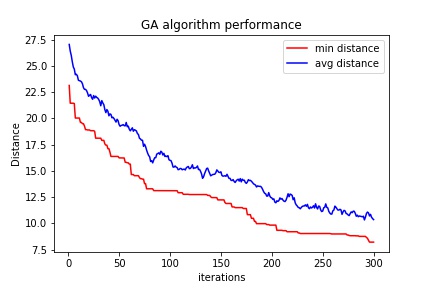 GA algorithm performance
27.5
25.0
22.5
20.0
17.5
15.0
12.5
10.0
7.5
Distance
min distance
avg distance
0 50 100 150 200 250 300
iterations